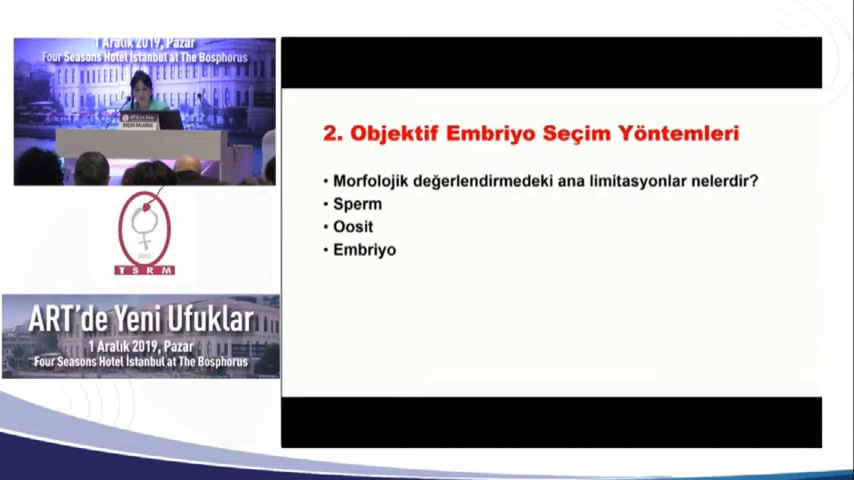 1 Aralık 2019, Pazar
Four Seasons Hotel İstanbul at The Bosphorus
TSRM
ART'de Yeni Ufuklar
1 Aralık 2019, Pazar
Four Seasons Hotel İstanbul at The Bosphorus
2. Objektif Embriyo Seçim Yöntemleri
• Morfolojik değerlendirmedeki ana limitasyonlar nelerdir?
• Sperm
• Oosit
• Embriyo